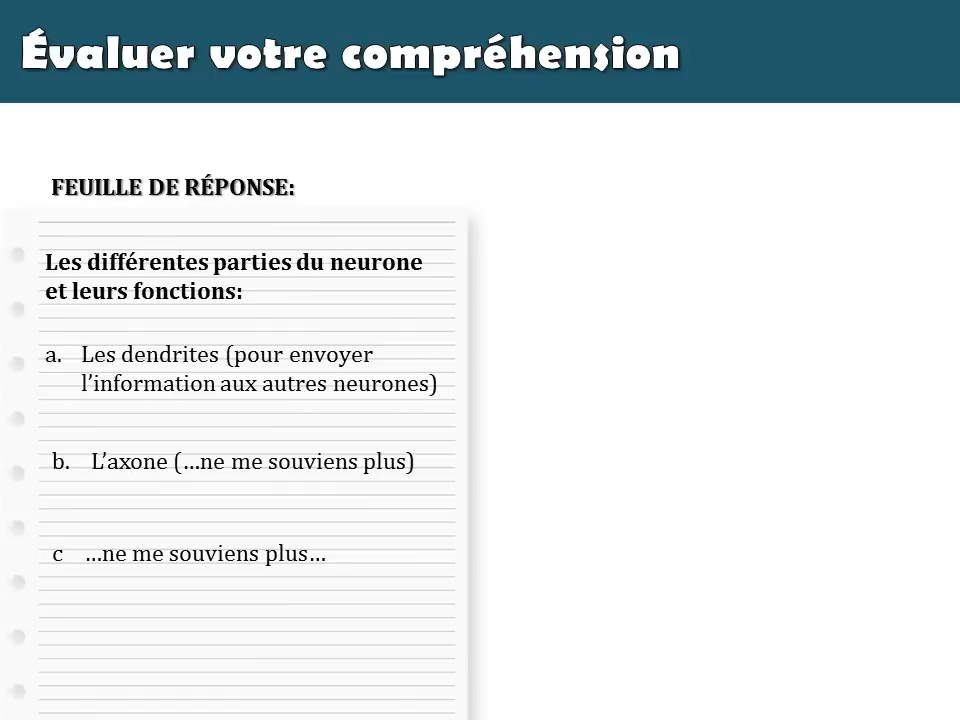 Évaluer votre compréhension
FEUILLE DE RÉPONSE:
Les différentes parties du neurone
et leurs fonctions:
a. Les dendrites (pour envoyer
l’information aux autres neurones)
b. L’axone (…ne me souviens plus)
c …ne me souviens plus…